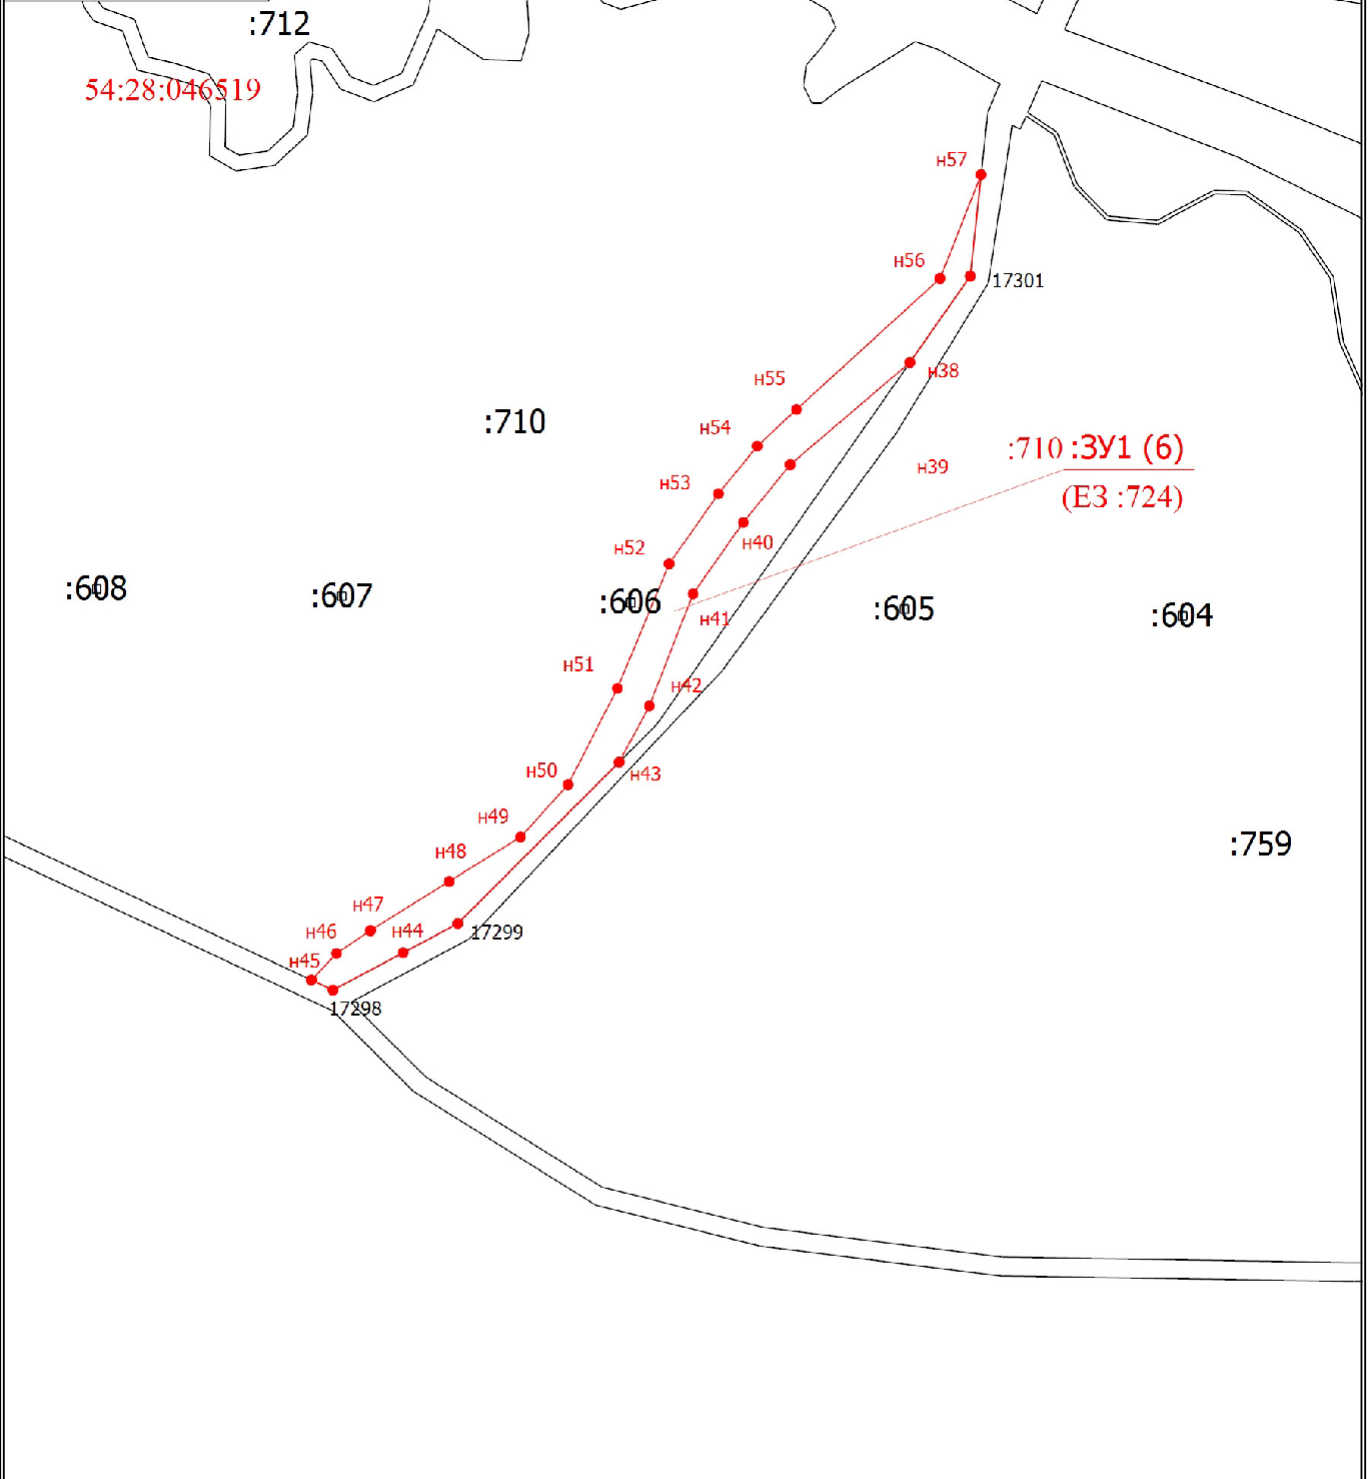 :712
54:28:046519
н57
н56
17301
н38
н55
:710
н54
:710 :ЗУ1 (6)
н39
(ЕЗ :724)
н53
н40
н52
:608
:607
:606
:605
:604
н41
н51
н42
н50
н43
н49
:759
н48
н47
н46
н44
17299
н45
17298